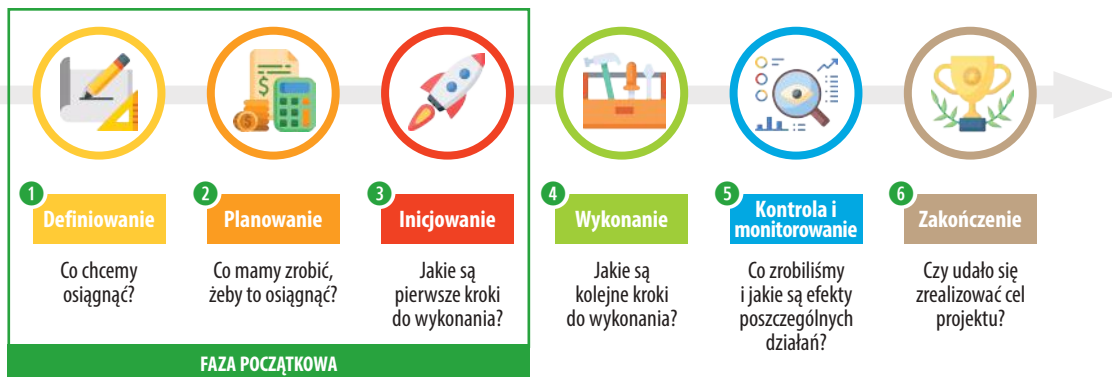 1
Definiowanie
Co chcemy
osiągnąć?
2
Planowanie
Co mamy zrobić,
żeby to osiągnąć?
3
Inicjowanie
Jakie są
pierwsze kroki
do wykonania?
FAZA POCZĄTKOWA
4
Wykonanie
Jakie są
kolejne kroki
do wykonania?
5
Kontrola i
monitorowanie
Co zrobiliśmy
i jakie są efekty
poszczególnych
działań?
6
Zakończenie
Czy udało się
zrealizować cel
projektu?